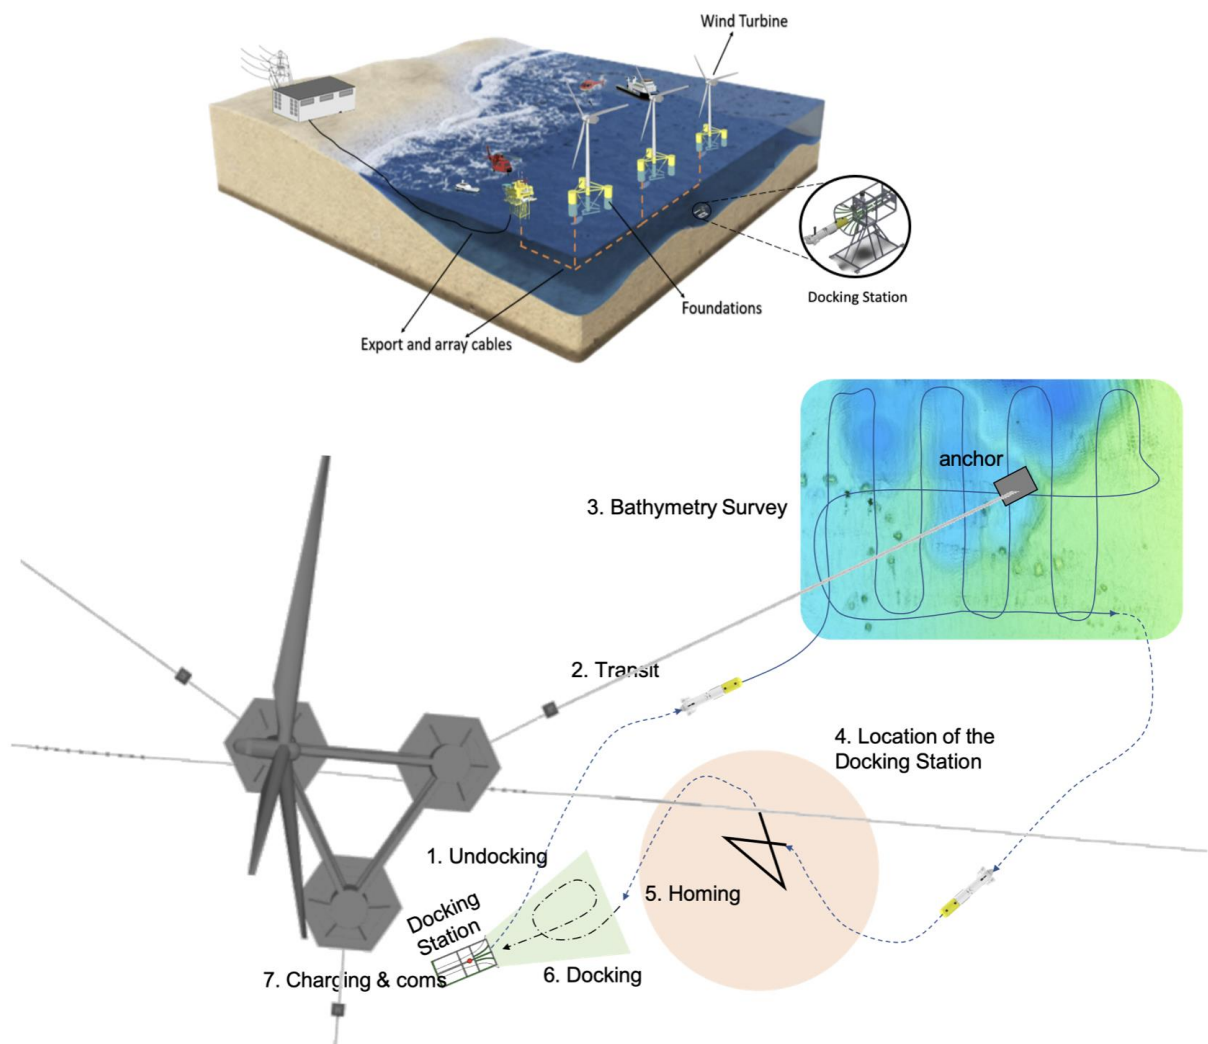 Wind Turbine
Docking Station
Foundations
Export and array cables
anchor
3. Bathymetry Survey
2. Transit
4. Location of the
Docking Station
1. Undocking
5. Homing
Docking
Station
6. Docking
7. Charging & coms